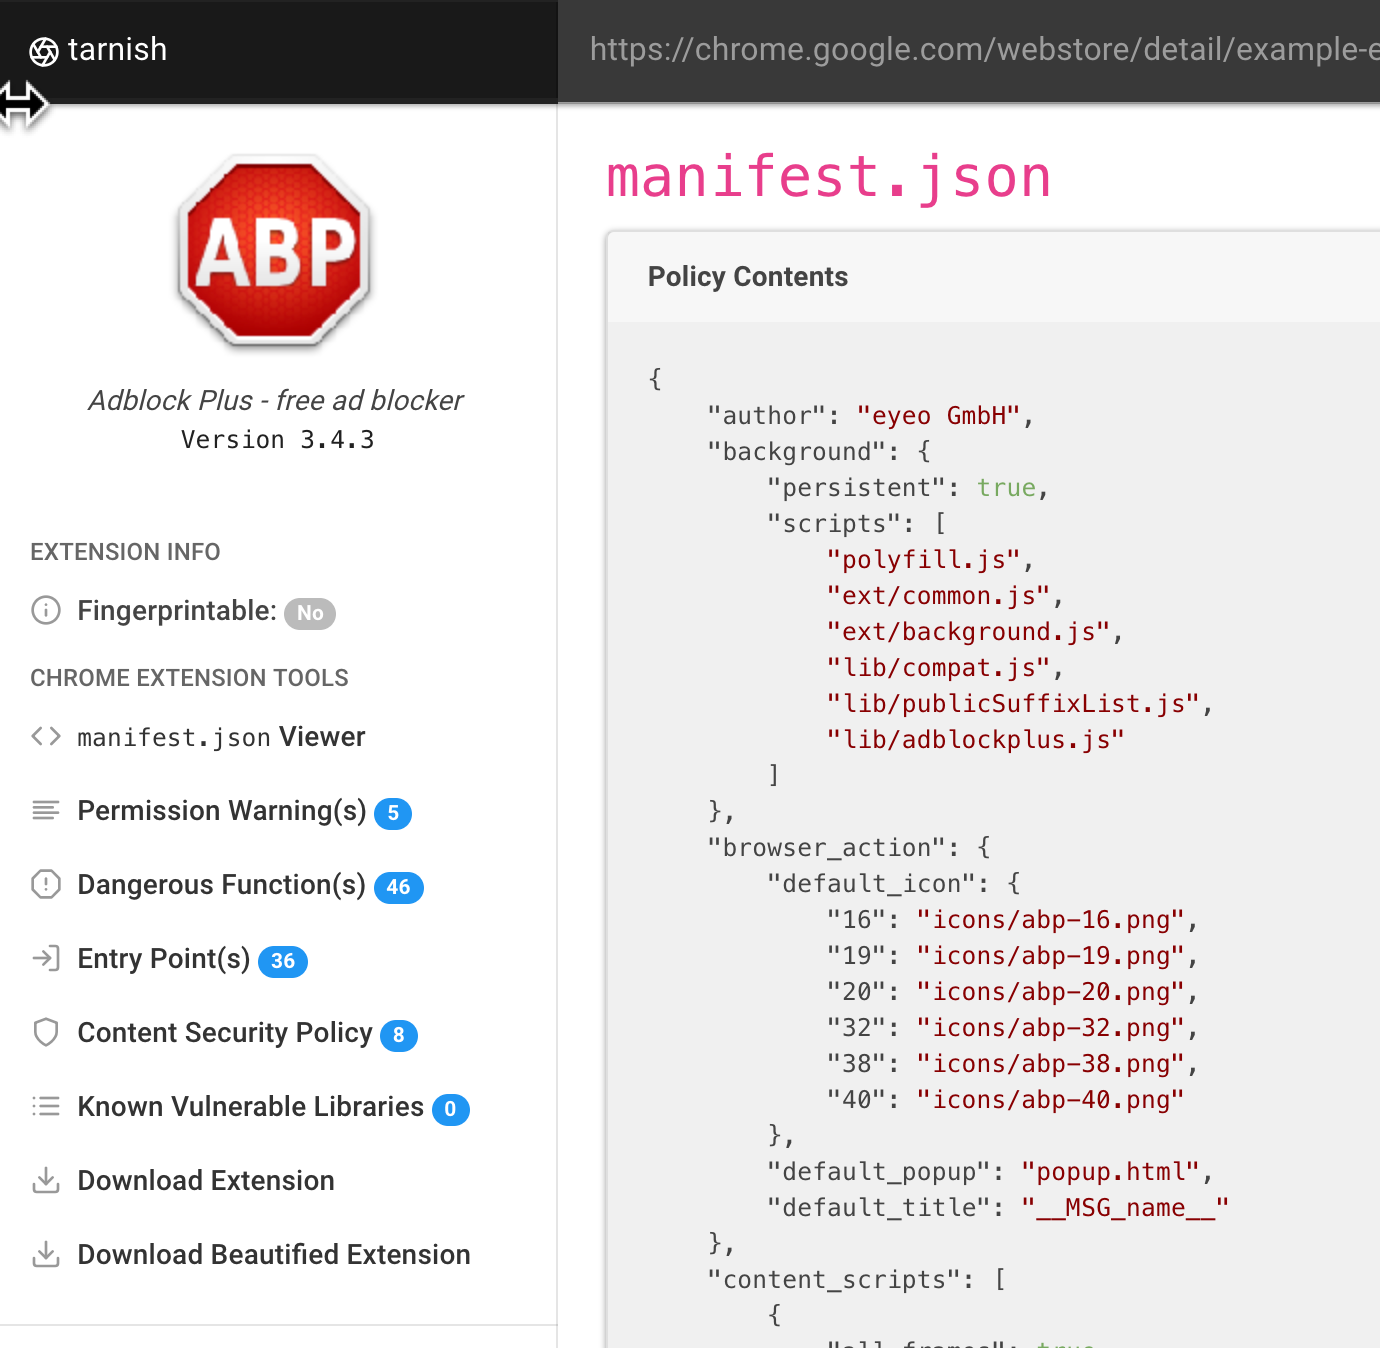 tarnish
https://chrome.google.com/webstore/detail/example-e
ABP
Adblock Plus - free ad blocker
Version 3.4.3
EXTENSION INFO
Fingerprintable: No
CHROME EXTENSION TOOLS
manifest.json Viewer
Permission Warning(s) 5
Dangerous Function(s) 46
Entry Point(s) 36
Content Security Policy 8
Known Vulnerable Libraries 0
Download Extension
Download Beautified Extension
manifest.json
Policy Contents
{
"author": "eyeo GmbH",
"background": {
"persistent": true,
"scripts": [
"polyfill.js",
"ext/common.js",
"ext/background.js",
"lib/compat.js",
"lib/publicSuffixList.js",
"lib/adblockplus.js"
]
},
"browser_action": {
"default_icon": {
"16": "icons/abp-16.png",
"19": "icons/abp-19.png",
"20": "icons/abp-20.png",
"32": "icons/abp-32.png",
"38": "icons/abp-38.png",
"40": "icons/abp-40.png"
},
"default_popup": "popup.html",
"default_title": "__MSG_name__"
},
"content_scripts": [
{